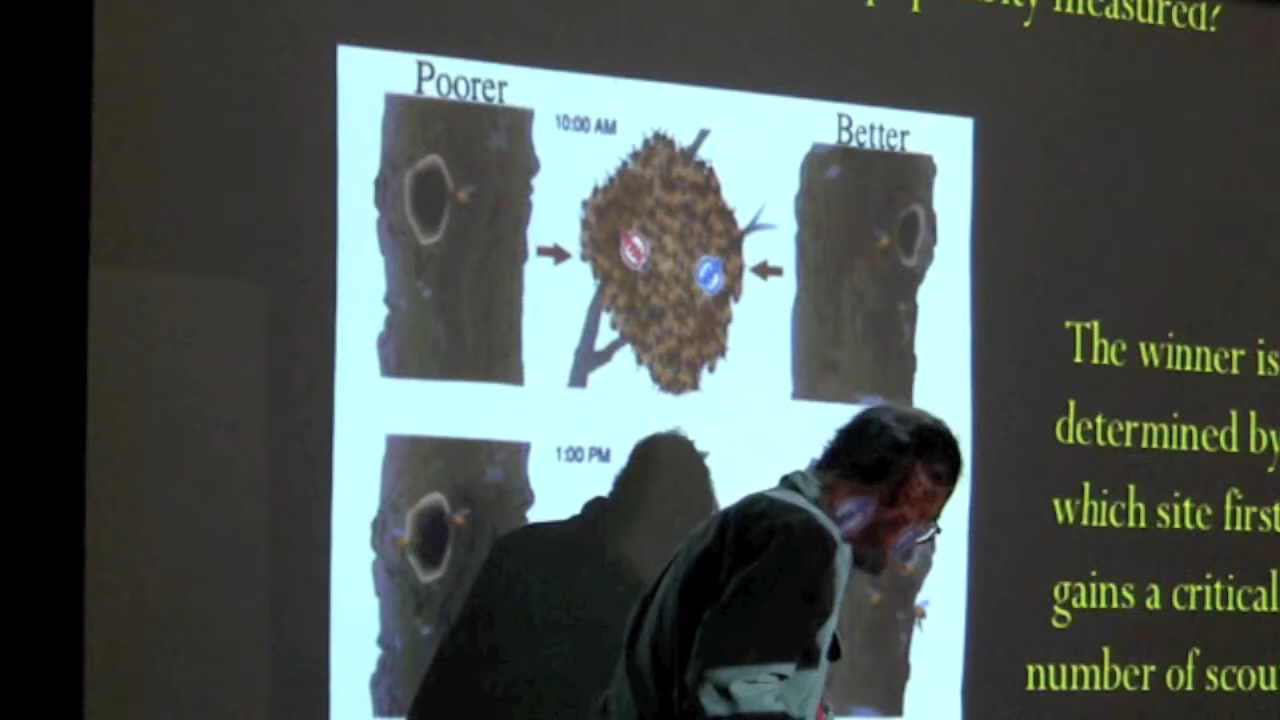 measured?
Poorer
10:00 AM
Better
1:00 PM
The winner is
determined by
which site first
gains a critical
number of